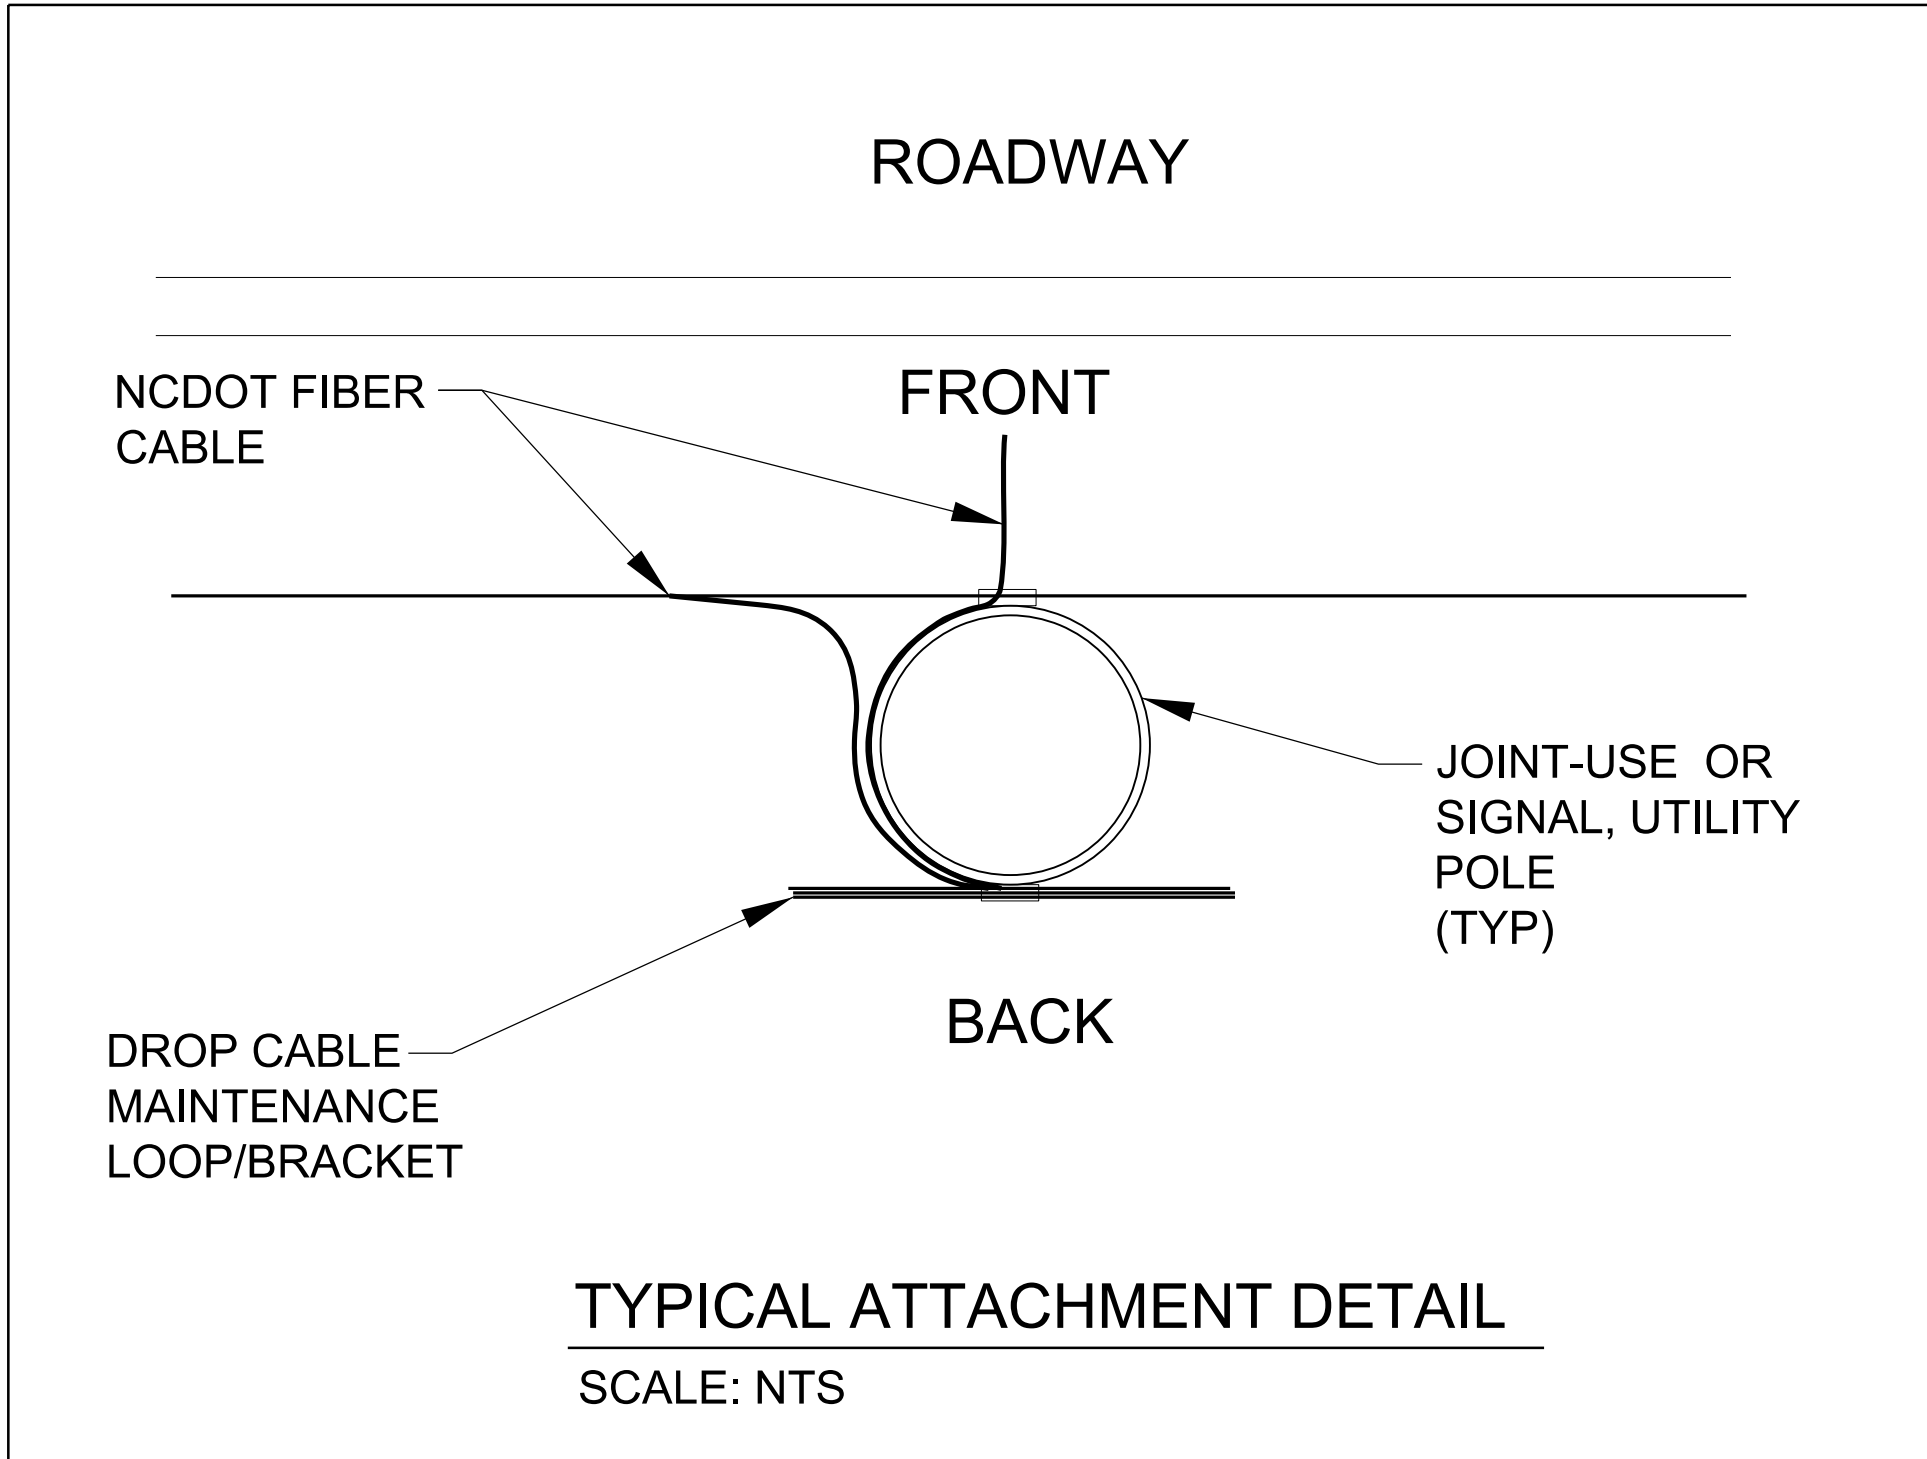 ROADWAY
NCDOT FIBER
CABLE
FRONT
JOINT-USE  OR
SIGNAL, UTILITY
POLE
(TYP)
BACK
DROP CABLE
MAINTENANCE
LOOP/BRACKET
TYPICAL ATTACHMENT DETAIL
SCALE: NTS